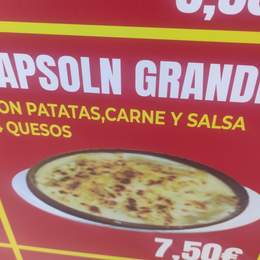 APSOLN GRAND
ON PATATAS,CARNE Y SALSA
QUESOS
7,50€